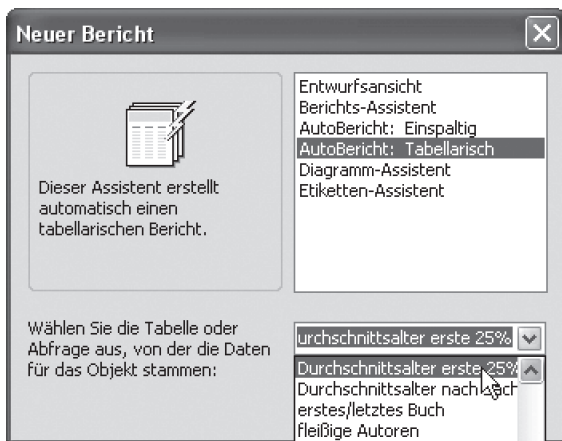 Neuer Bericht
Dieser Assistent erstellt
automatisch einen
tabellarischen Bericht.
Entwurfsansicht
Berichts-Assistent
AutoBericht: Einspaltig
AutoBericht: Tabellarisch
Diagramm-Assistent
Etiketten-Assistent
Wählen Sie die Tabelle oder
Abfrage aus, von der die Daten
für das Objekt stammen:
urchschnittsalter erste 25%
Durchschnittsalter erste 25%
Durchschnittsalter nach
erstes/letztes Buch
fleißige Autoren